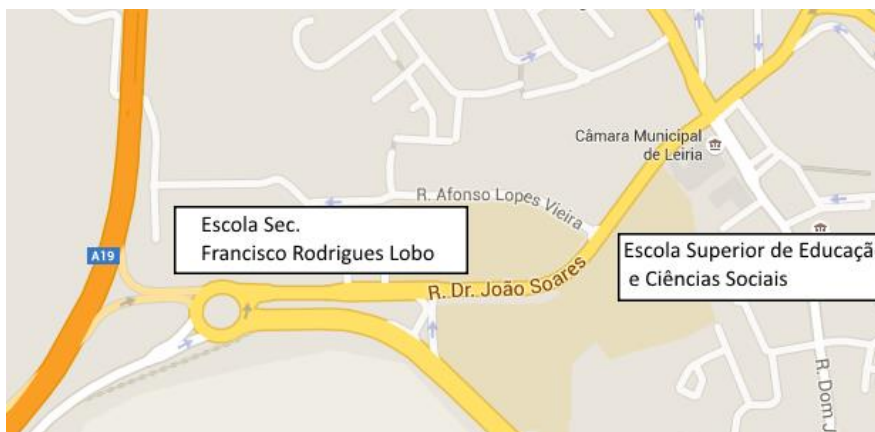 Câmara Municipal
de Leiria
R. Afonso Lopes Vieira
Escola Sec.
Francisco Rodrigues Lobo
Escola Superior de Educaçã
e Ciências Sociais
A19
R. Dr. João Soares
R. Dom J